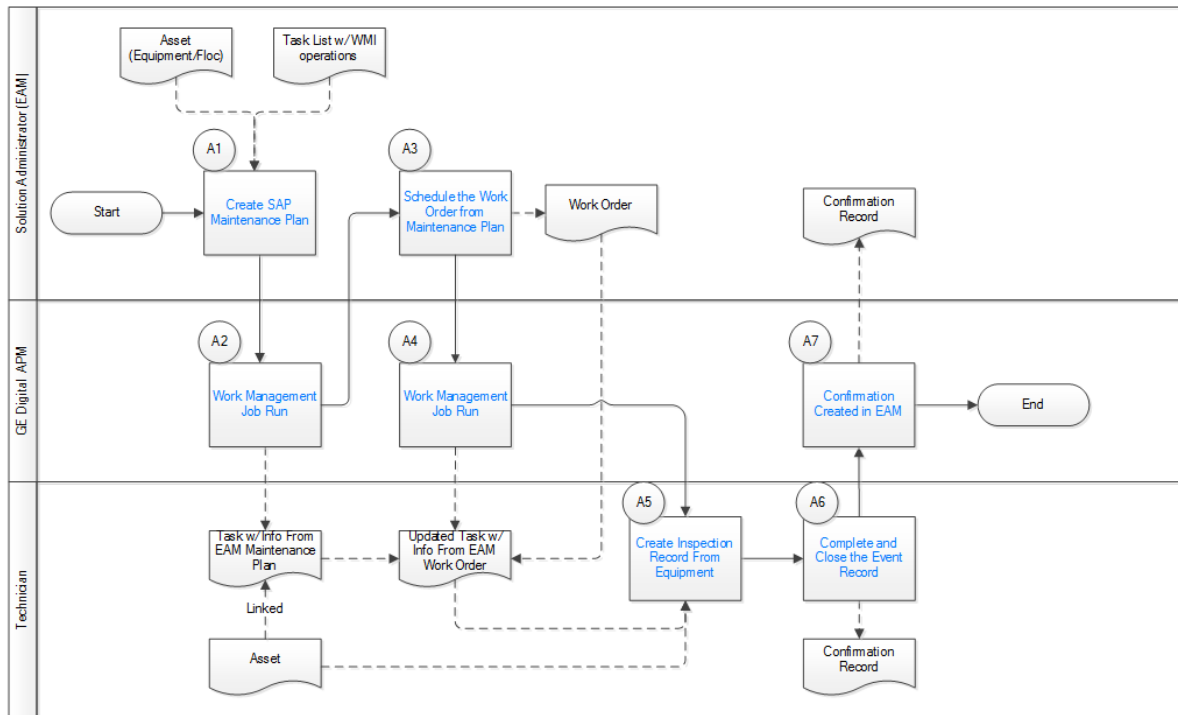 Solution Administrator (EAM)
Asset
(Equipment/Floc)
Task List w/WMI
operations
A1
A3
Start
Create SAP
Maintenance Plan
Schedule the Work
Order from
Maintenance Plan
Work Order
Confirmation
Record
GE Digital APM
A2
A4
A7
Work Management
Job Run
Work Management
Job Run
Confirmation
Created in EAM
End
Technician
A5
A6
Task w/Info From
EAM Maintenance
Plan
Updated Task w/
Info From EAM
Work Order
Create Inspection
Record From
Equipment
Complete and
Close the Event
Record
Linked
Asset
Confirmation
Record